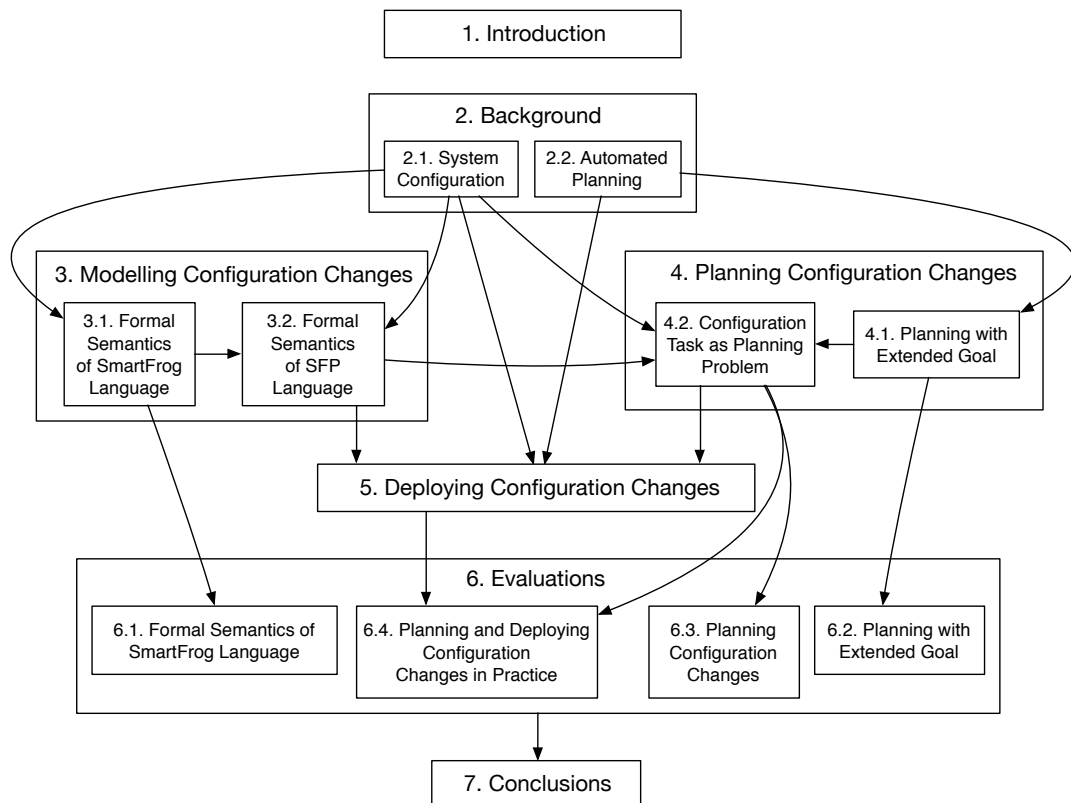 1. Introduction
2. Background
2.1. System
Configuration
2.2. Automated
Planning
3. Modelling Configuration Changes
3.1. Formal
Semantics
of SmartFrog
Language
3.2. Formal
Semantics
of SFP
Language
4. Planning Configuration Changes
4.2. Configuration
Task as Planning
Problem
4.1. Planning with
Extended Goal
5. Deploying Configuration Changes
6. Evaluations
6.1. Formal Semantics of
SmartFrog Language
6.4. Planning and Deploying
Configuration
Changes in Practice
6.3. Planning
Configuration
Changes
6.2. Planning with
Extended Goal
7. Conclusions